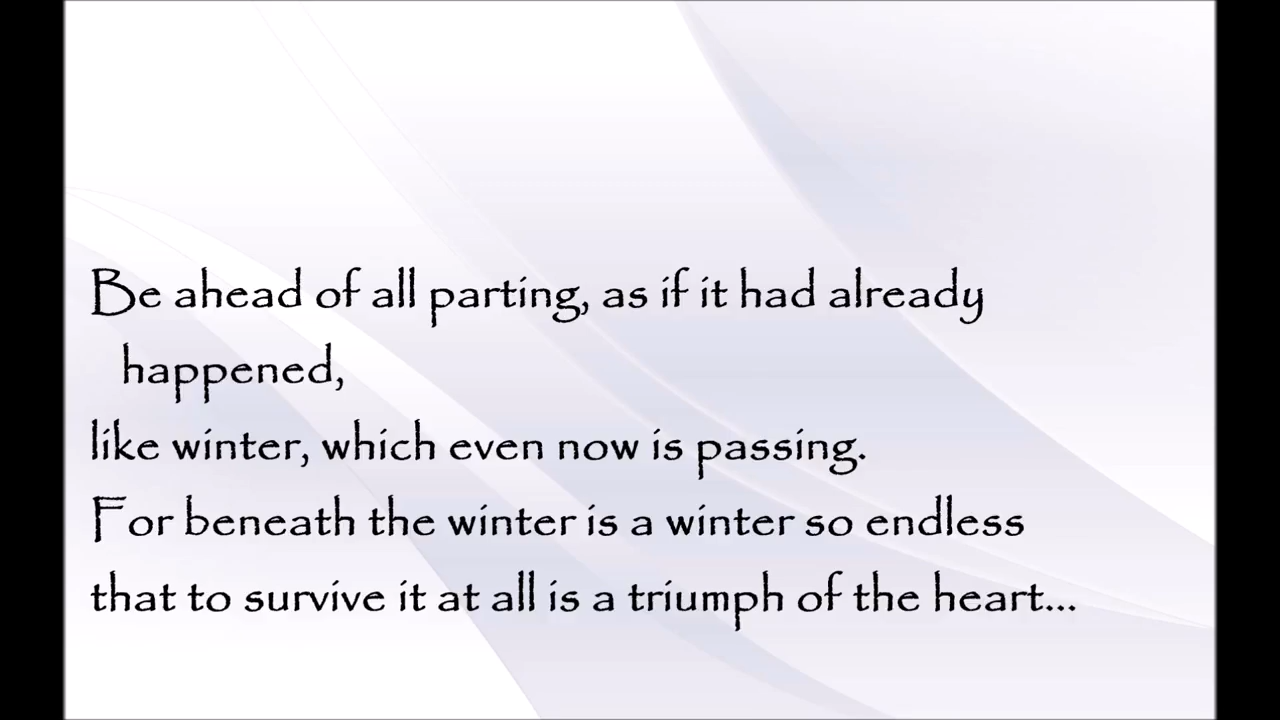 Be ahead of all parting, as if it had already
happened,
like winter, which even now is passing.
For beneath the winter is a winter so endless
that to survive it at all is a triumph of the heart...